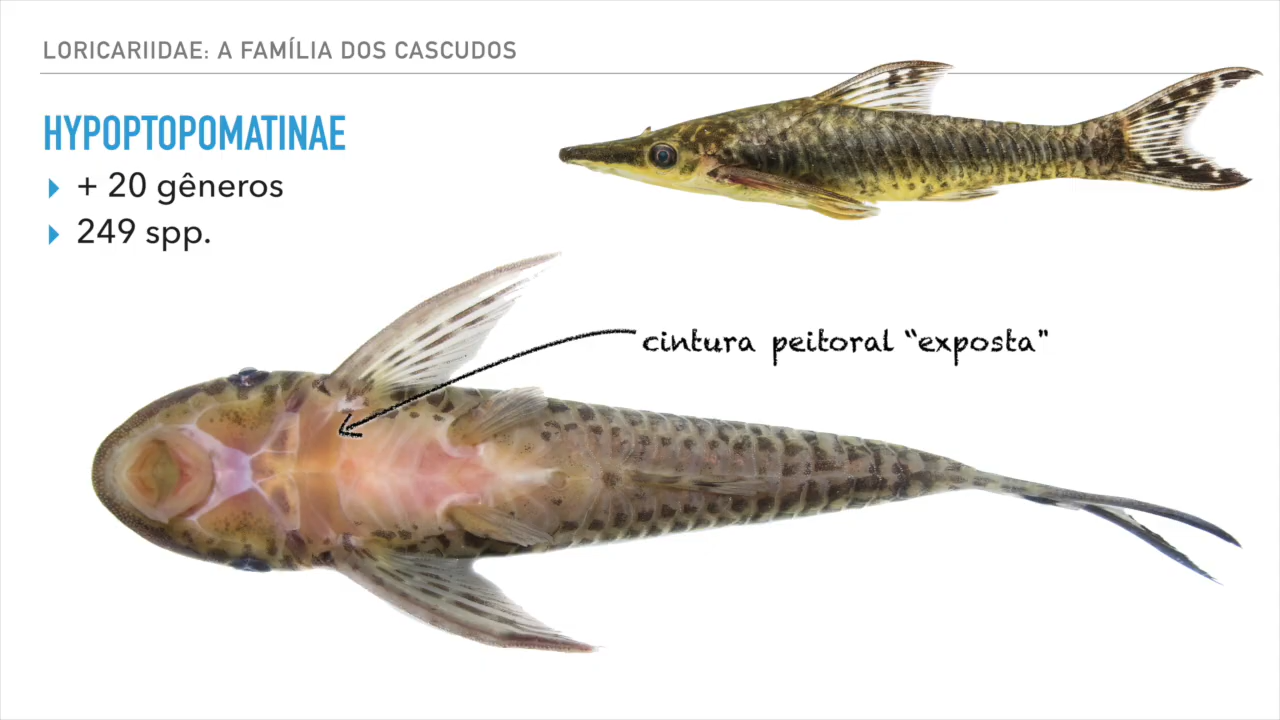 LORICARIIDAE: A FAMÍLIA DOS CASCUDOS
HYPOPTOPOMATINAE
+ 20 gêneros
249 spp.
cintura peitoral “exposta”